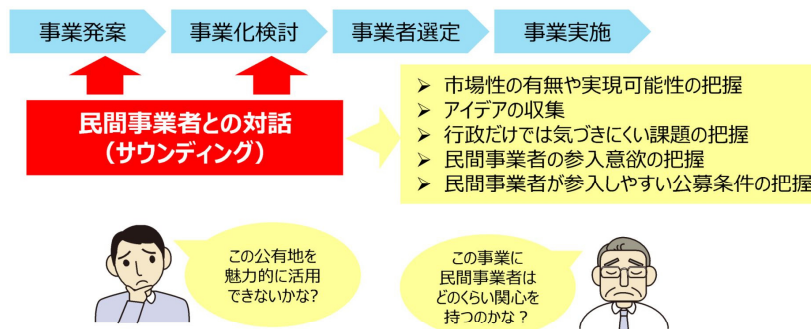 事業発案
事業化検討
事業者選定
事業実施
民間事業者との対話
（サウンディング）
➢ 市場性の有無や実現可能性の把握
➢ アイデアの収集
➢ 行政だけでは気づきにくい課題の把握
➢ 民間事業者の参入意欲の把握
➢ 民間事業者が参入しやすい公募条件の把握
この公有地を
魅力的に活用
できないかな？
この事業に
民間事業者は
どのくらい関心を
持つのかな？